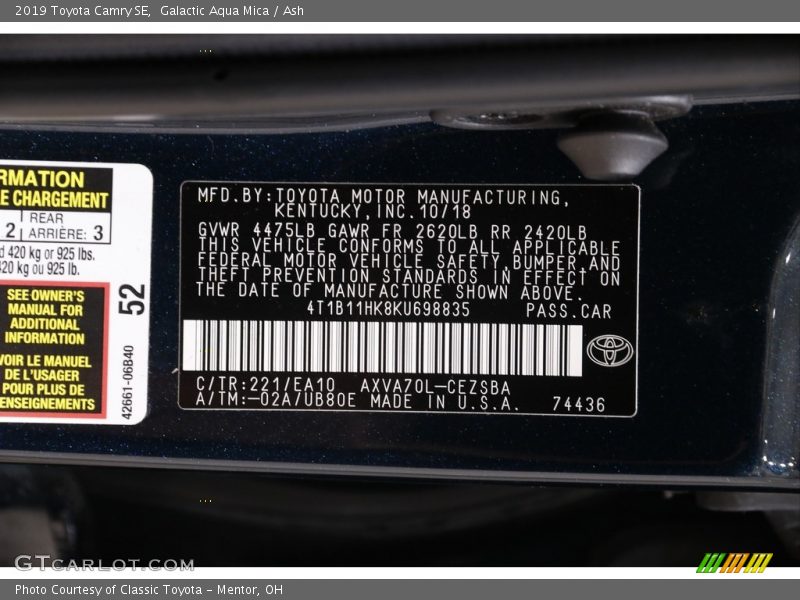 2019 Toyota Camry SE,  Galactic Aqua Mica / Ash
RMATION
E CHARGEMENT
2 REAR
ARRIÈRE: 3
d 420 kg or 925 lbs.
420 kg ou 925 lb.
SEE OWNER'S
MANUAL FOR
ADDITIONAL
INFORMATION
VOIR LE MANUEL
DE L'USAGER
POUR PLUS DE
ENSEIGNEMENTS
52
42661-06B40
MFD.BY:TOYOTA MOTOR MANUFACTURING,
KENTUCKY,INC.10/18
GVWR 4475LB GAWR FR 2620LB RR 2420LB
THIS VEHICLE CONFORMS TO ALL APPLICABLE
FEDERAL MOTOR VEHICLE SAFETY,BUMPER,AND
THEFT PREVENTION STANDARDS IN EFFECT ON
THE DATE OF MANUFACTURE SHOWN ABOVE.
4T1B11HK8KU698835 PASS.CAR
C/TR:221/EA10 AXVA70L-CEZSBA
A/TM:-02A/UB80E MADE IN U.S.A. 74436
GTCARLOT.COM
Photo Courtesy of Classic Toyota - Mentor, OH